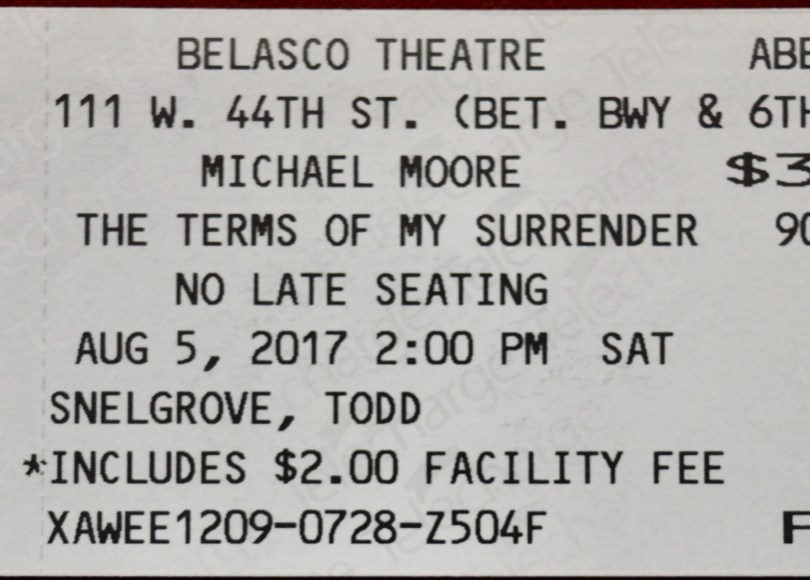 BELASCO THEATRE ABE
111 W. 44TH ST. (BET. BWY & 6TH
MICHAEL MOORE $3
THE TERMS OF MY SURRENDER 90
NO LATE SEATING
AUG 5, 2017 2:00 PM SAT
SNELGROVE, TODD
*INCLUDES $2.00 FACILITY FEE
XAWEE1209-0728-Z504F F